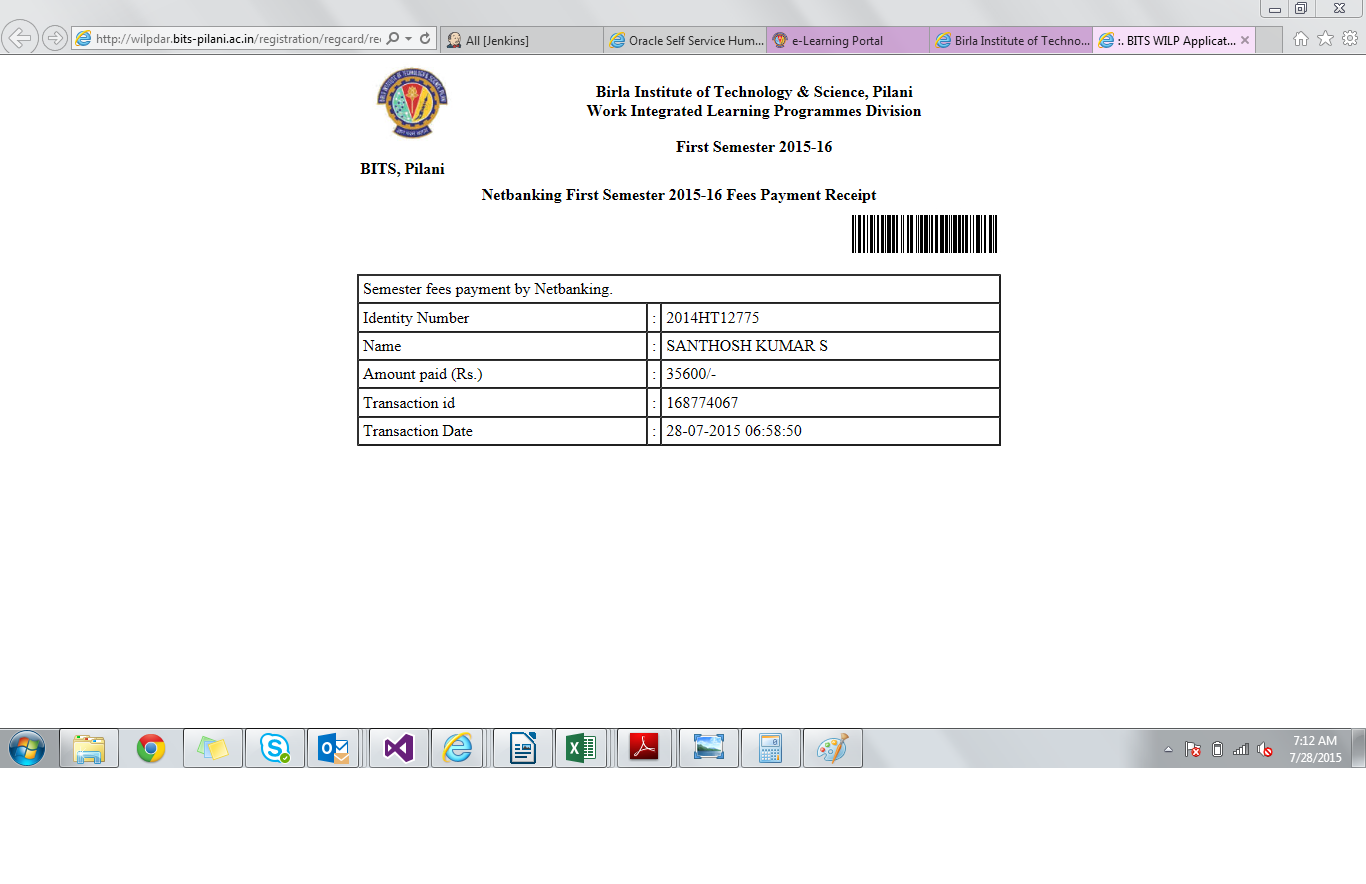 http://wilpdar.bits-pilani.ac.in/registration/regcard/re
All [Jenkins]
Oracle Self Service Hum...
e-Learning Portal
Birla Institute of Techno...
:. BITS WILP Applicat...
Birla Institute of Technology & Science, Pilani
Work Integrated Learning Programmes Division
First Semester 2015-16
BITS, Pilani
Netbanking First Semester 2015-16 Fees Payment Receipt
Semester fees payment by Netbanking.
Identity Number : 2014HT12775
Name : SANTHOSH KUMAR S
Amount paid (Rs.) : 35600/-
Transaction id : 168774067
Transaction Date : 28-07-2015 06:58:50
7:12 AM
7/28/2015